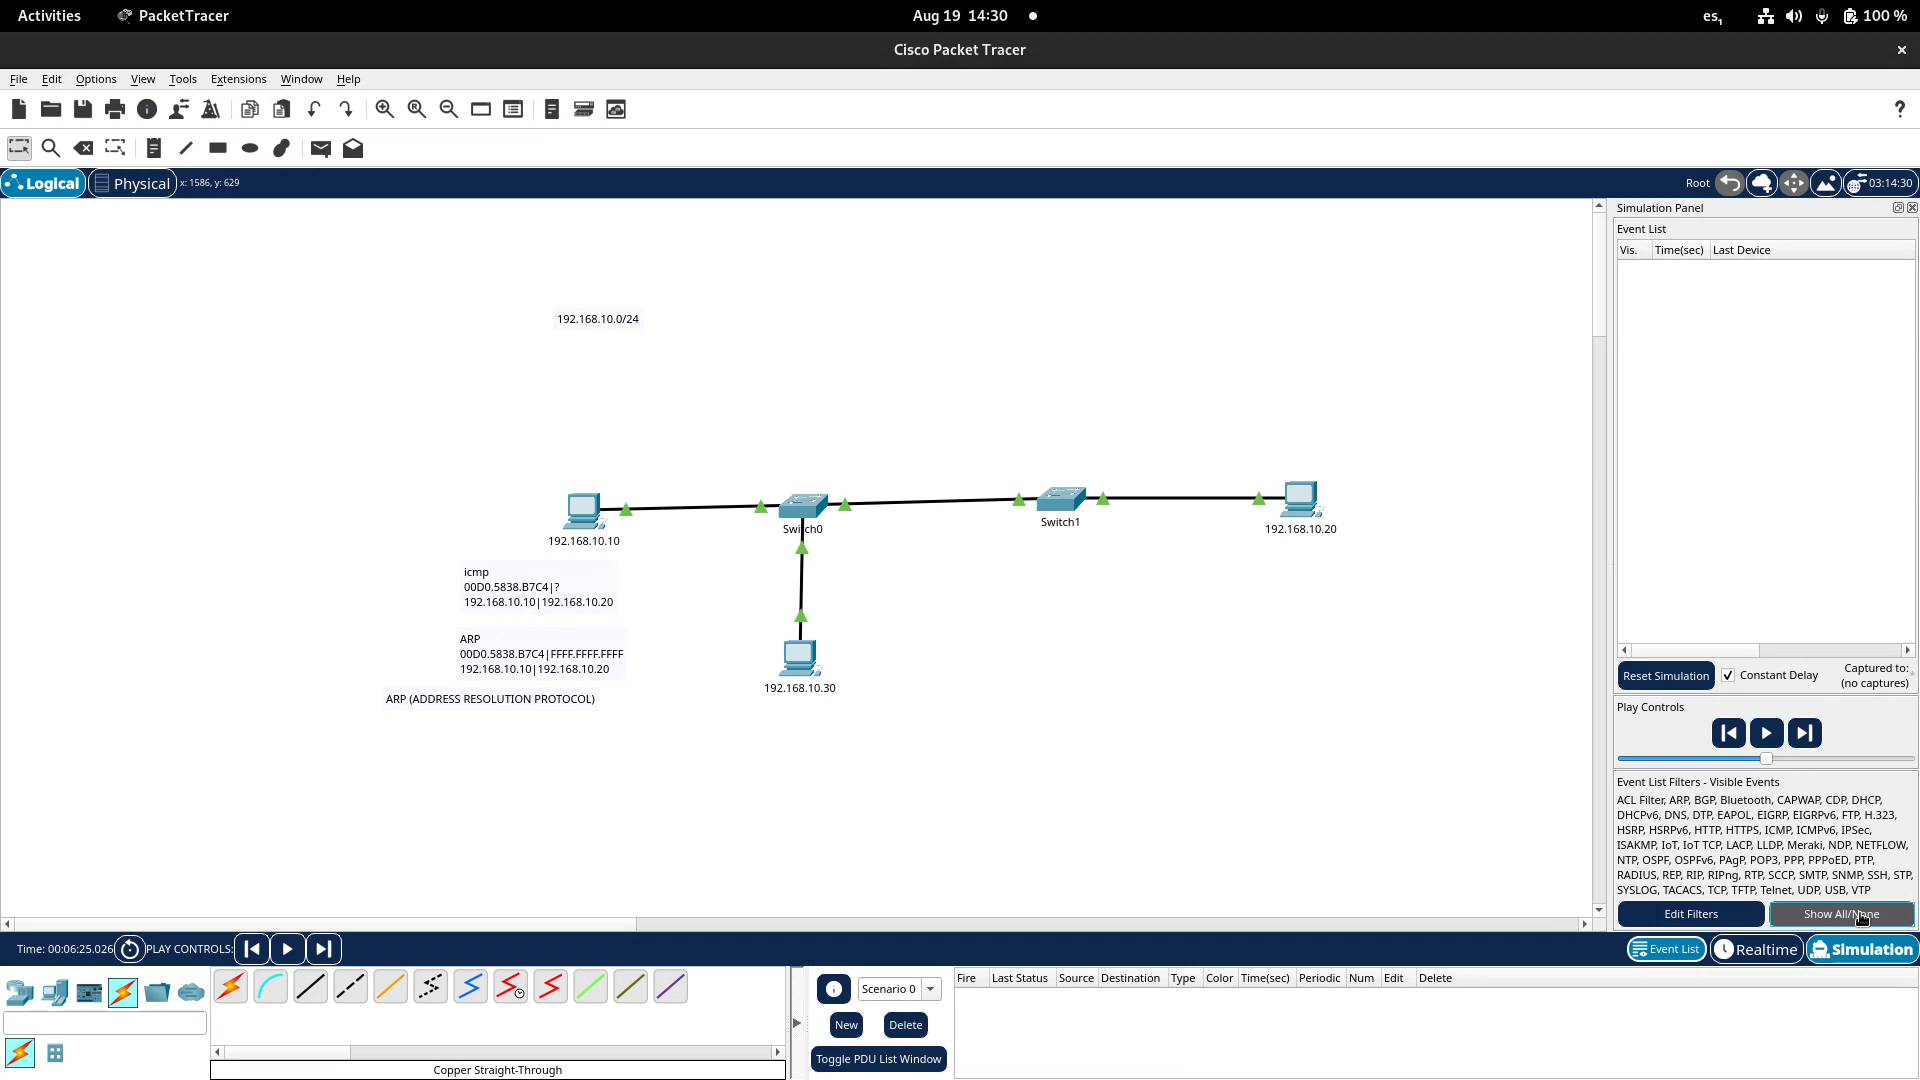 Activities
PacketTracer
Aug 19 14:30
es₁
100 %
Cisco Packet Tracer
File Edit Options View Tools Extensions Window Help
?
Logical
Physical
x: 1586, y: 629
Root
03:14:30
Simulation Panel
Event List
Vis. Time(sec) Last Device
192.168.10.0/24
Switch0
Switch1
192.168.10.20
192.168.10.10
icmp
00D0.5838.B7C4|?
192.168.10.10|192.168.10.20
ARP
00D0.5838.B7C4|FFFF.FFFF.FFFF
192.168.10.10|192.168.10.20
ARP (ADDRESS RESOLUTION PROTOCOL)
192.168.10.30
Reset Simulation
Constant Delay
Captured to:
(no captures)
Play Controls
Event List Filters - Visible Events
ACL Filter, ARP, BGP, Bluetooth, CAPWAP, CDP, DHCP,
DHCPv6, DNS, DTP, EAPOL, EIGRP, EIGRPv6, FTP, H.323,
HSRP, HSRPv6, HTTP, HTTPS, ICMP, ICMPv6, IPSec,
ISAKMP, IoT, IoT TCP, LACP, LLDP, Meraki, NDP, NETFLOW,
NTP, OSPF, OSPFv6, PAgP, POP3, PPP, PPPoED, PTP,
RADIUS, REP, RIP, RIPng, RTP, SCCP, SMTP, SNMP, SSH, STP,
SYSLOG, TACACS, TCP, TFTP, Telnet, UDP, USB, VTP
Edit Filters
Show All/None
Time: 00:06:25.026
PLAY CONTROLS:
Event List
Realtime
Simulation
Scenario 0
New
Delete
Toggle PDU List Window
Fire Last Status Source Destination Type Color Time(sec) Periodic Num Edit Delete
Copper Straight-Through